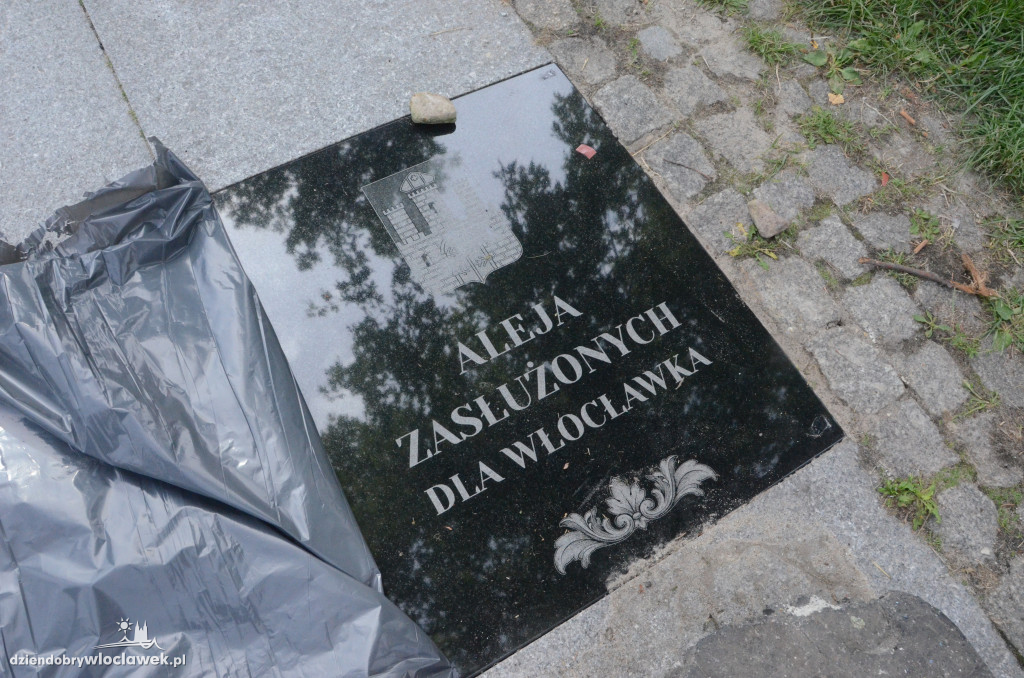 ALEJA
ZASŁUŻONYCH
DLA WŁOCŁAWKA
dziendobrywloclawek.pl